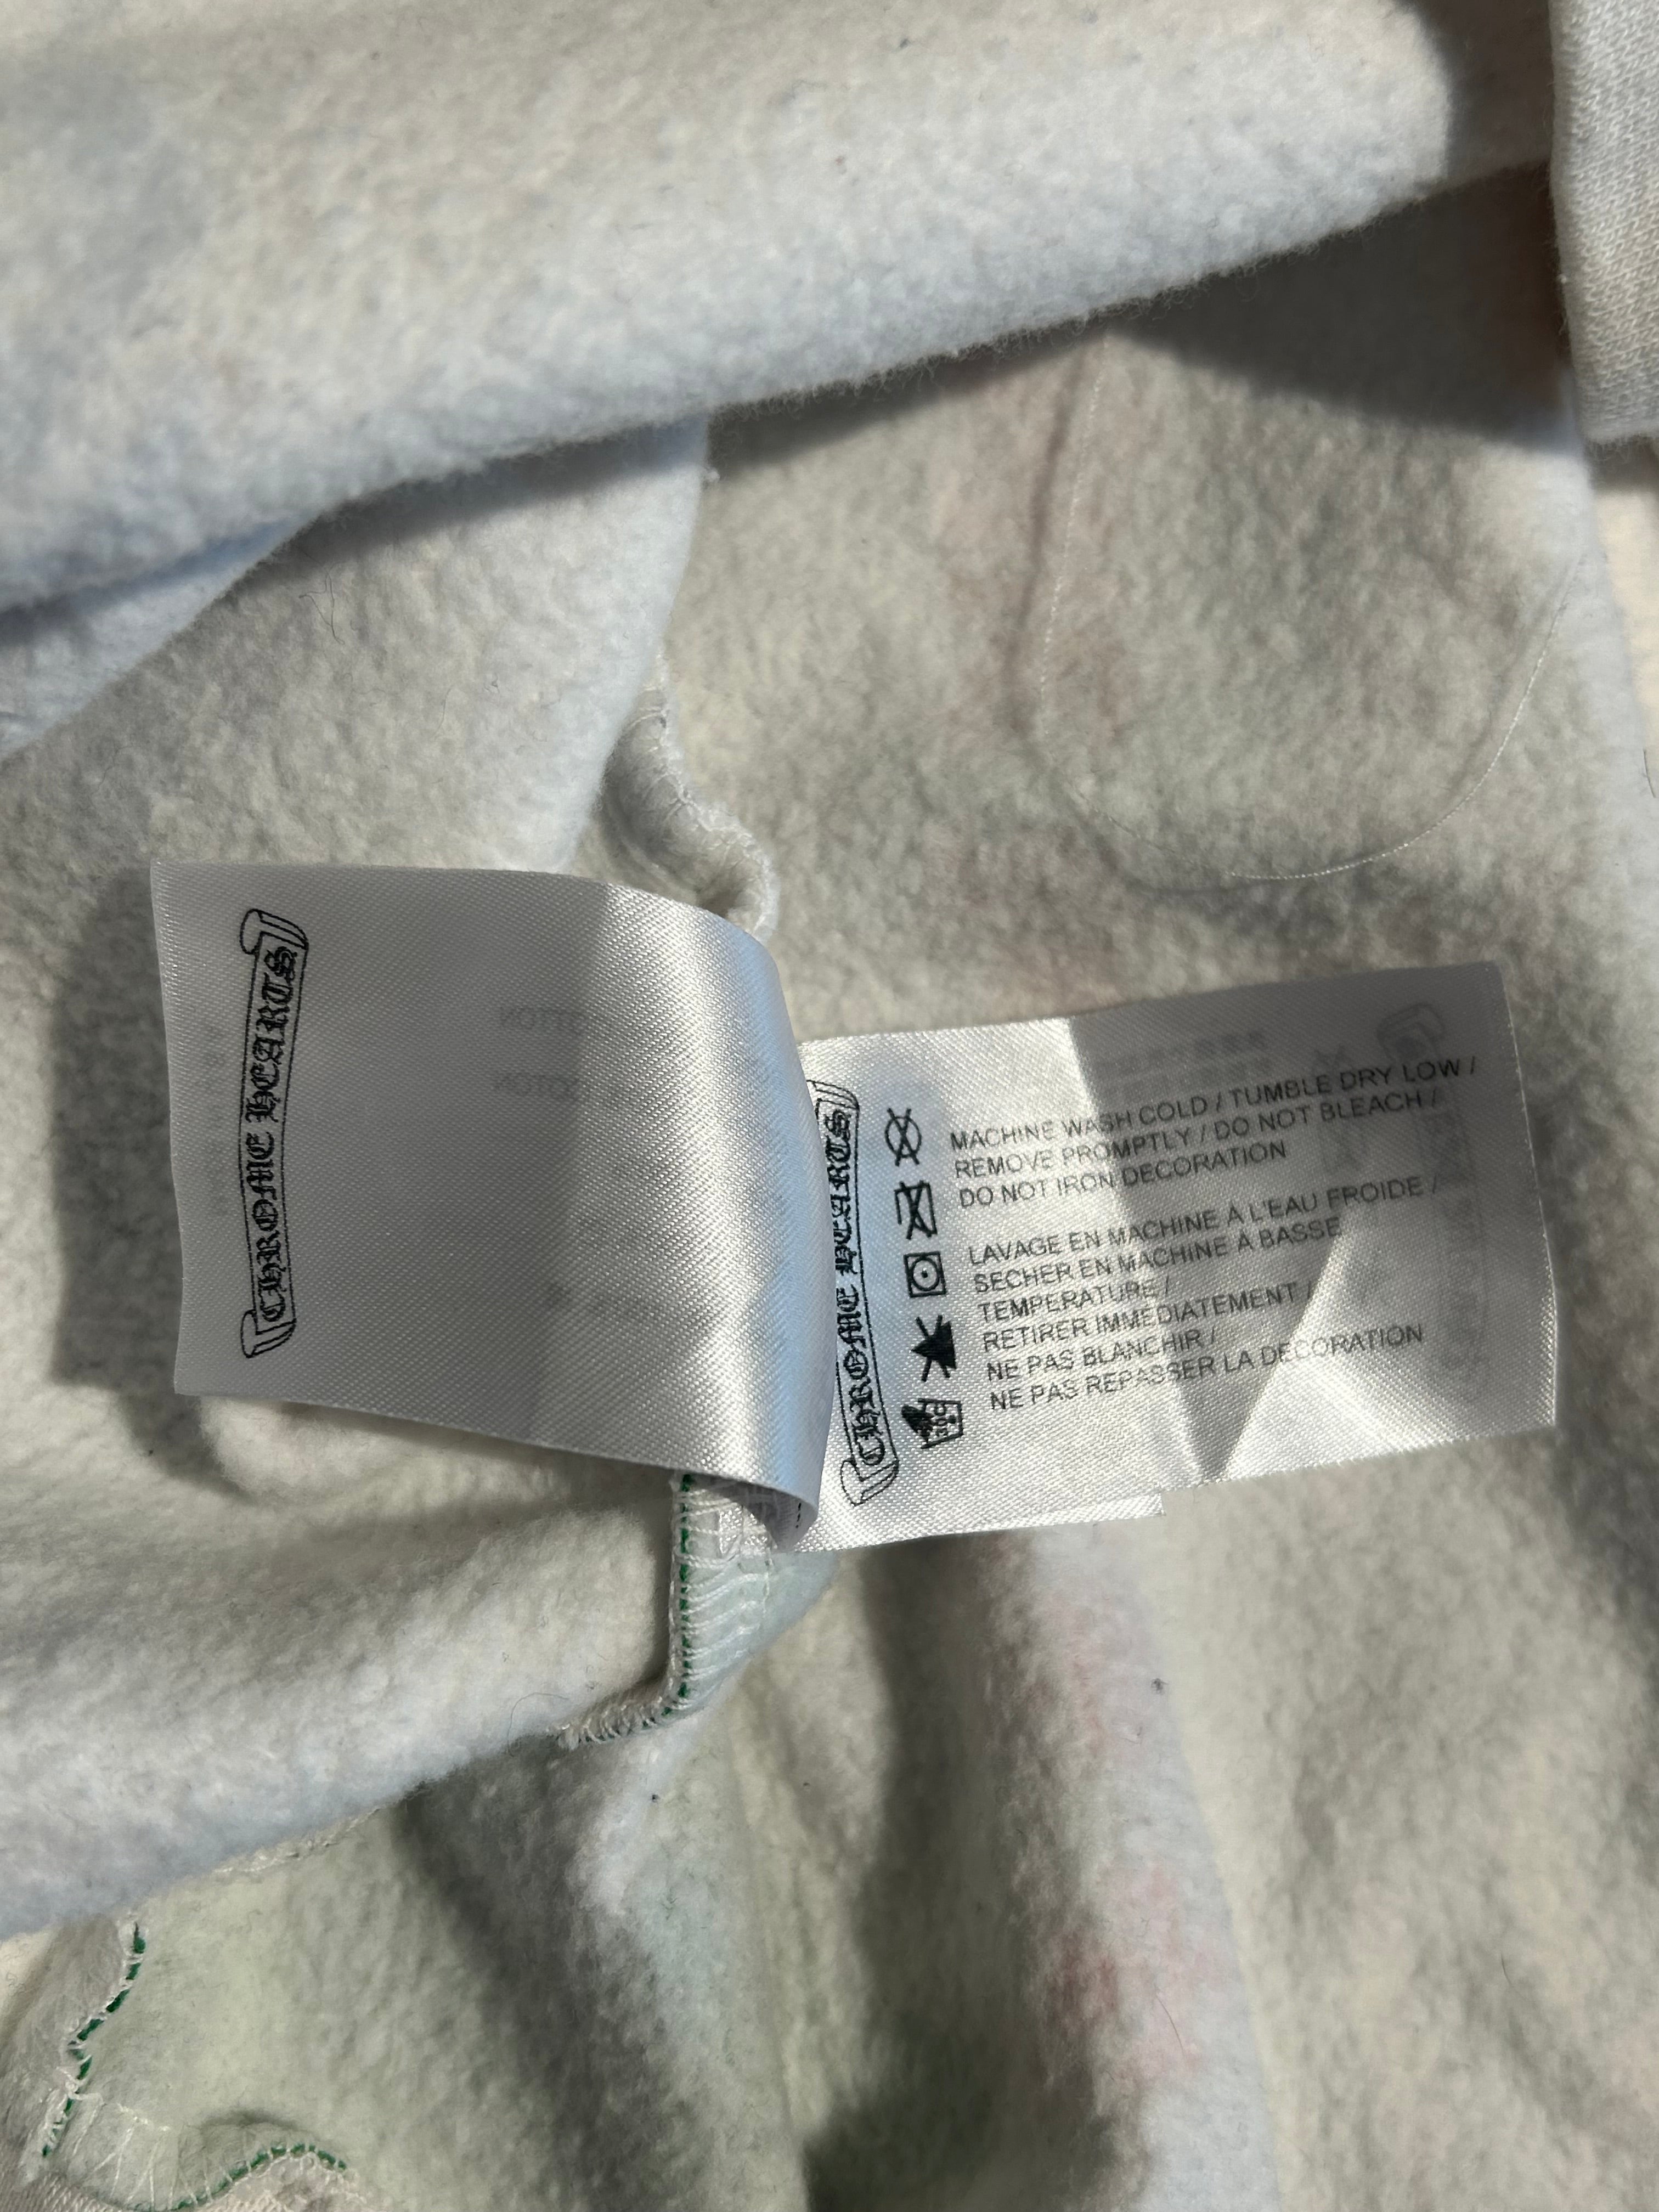 CHROME HEARTS
CHROME HEARTS
MACHINE WASH COLD / TUMBLE DRY LOW /
REMOVE PROMPTLY / DO NOT BLEACH /
DO NOT IRON DECORATION
LAVAGE EN MACHINE À L'EAU FROIDE /
SECHER EN MACHINE À BASSE
TEMPERATURE /
RETIRER IMMEDIATEMENT /
NE PAS BLANCHIR /
NE PAS REPASSER LA DECORATION